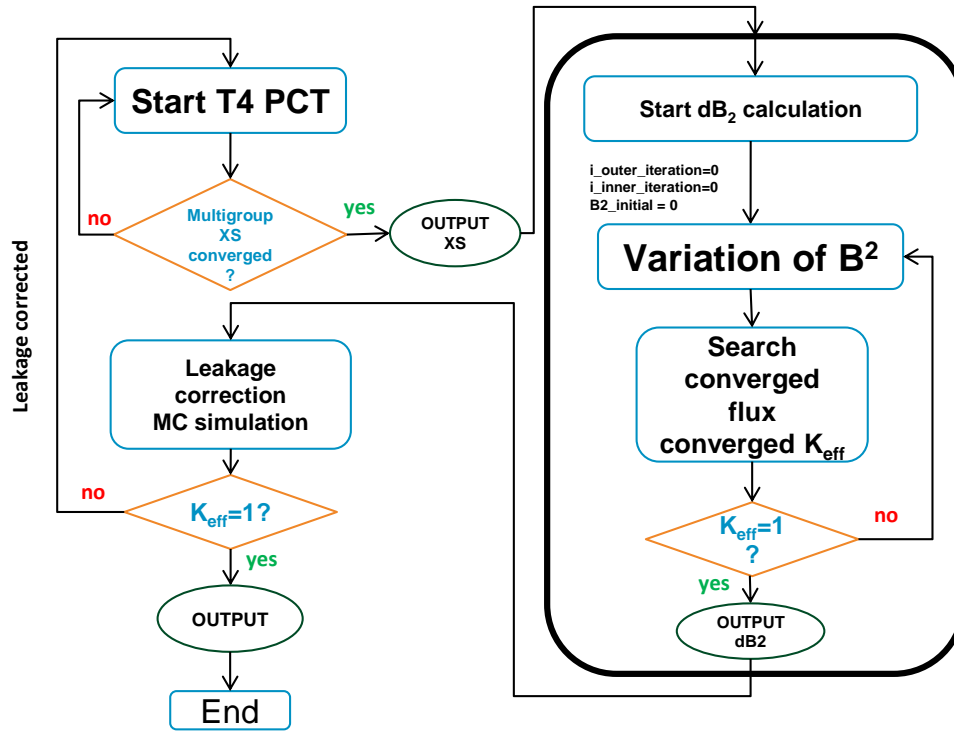 Leakage corrected
Start T4 PCT
Multigroup
XS
converged
?
no
yes
OUTPUT
XS
Start dB₂ calculation
i_outer_iteration=0
i_inner_iteration=0
B2_initial = 0
Variation of B²
Search
converged
flux
converged Kₑff
Kₑff=1
?
no
yes
OUTPUT
dB2
Leakage
correction
MC simulation
Kₑff=1?
no
yes
OUTPUT
End